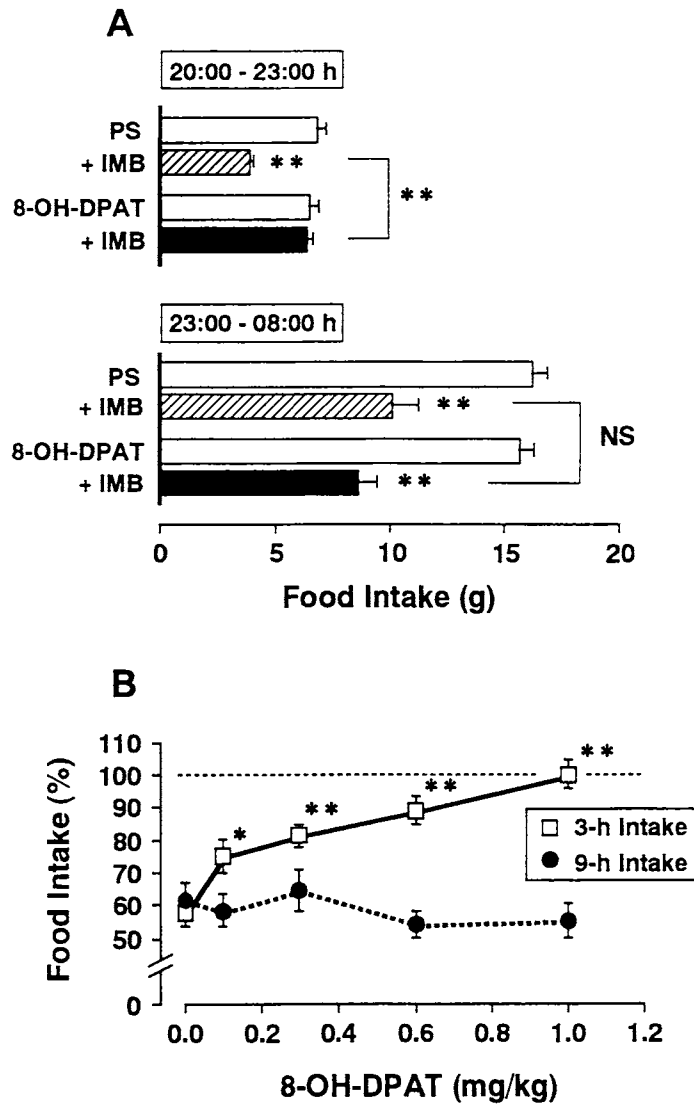 A
20:00 - 23:00 h
PS
+ IMB
**
8-OH-DPAT
**
+ IMB
23:00 - 08:00 h
PS
+ IMB
**
NS
8-OH-DPAT
+ IMB
**
0 5 10 15 20
Food Intake (g)
B
Food Intake (%)
110
100
90
80
70
60
50
0
*
**
**
**
3-h Intake
9-h Intake
0.0 0.2 0.4 0.6 0.8 1.0 1.2
8-OH-DPAT (mg/kg)